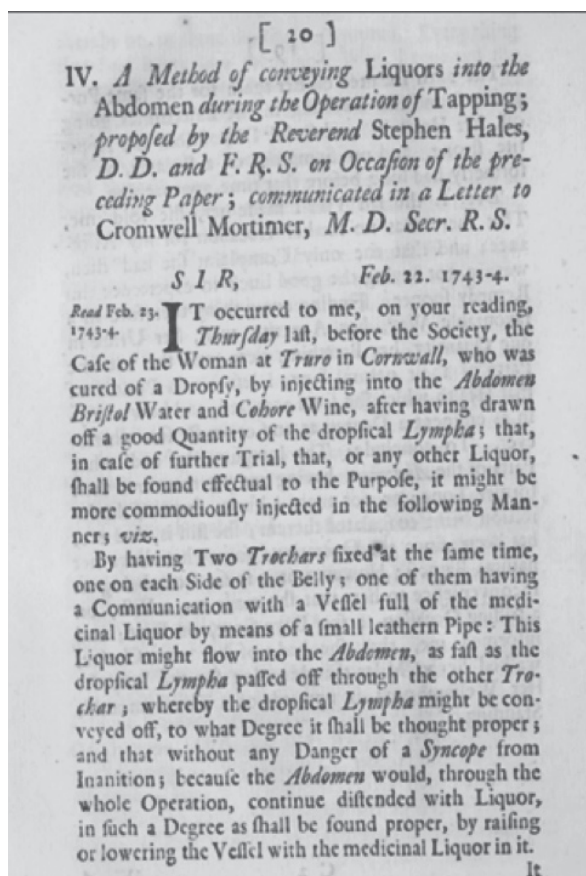 [ 20 ]
IV. A Method of conveying Liquors into the
Abdomen during the Operation of Tapping;
propoſed by the Reverend Stephen Hales,
D. D. and F. R. S. on Occaſion of the pre-
ceding Paper; communicated in a Letter to
Cromwell Mortimer, M. D. Secr. R. S.
S I R, Feb. 22. 1743-4.
Read Feb. 23. IT occurred to me, on your reading,
1743-4. Thurſday laſt, before the Society, the
Caſe of the Woman at Truro in Cornwall, who was
cured of a Dropſy, by injecting into the Abdomen
Briſtol Water and Cohore Wine, after having drawn
off a good Quantity of the dropſical Lympha; that,
in caſe of further Trial, that, or any other Liquor,
ſhall be found effectual to the Purpoſe, it might be
more commodiouſly injected in the following Man-
ner; viz.
By having Two Trochars fixed at the ſame time,
one on each Side of the Belly; one of them having
a Communication with a Veſſel full of the medi-
cinal Liquor by means of a ſmall leathern Pipe: This
Liquor might flow into the Abdomen, as faſt as the
dropſical Lympha paſſed off through the other Tro-
char; whereby the dropſical Lympha might be con-
veyed off, to what Degree it ſhall be thought proper;
and that without any Danger of a Syncope from
Inanition; becauſe the Abdomen would, through the
whole Operation, continue diſtended with Liquor,
in ſuch a Degree as ſhall be found proper, by raiſing
or lowering the Veſſel with the medicinal Liquor in it.
It